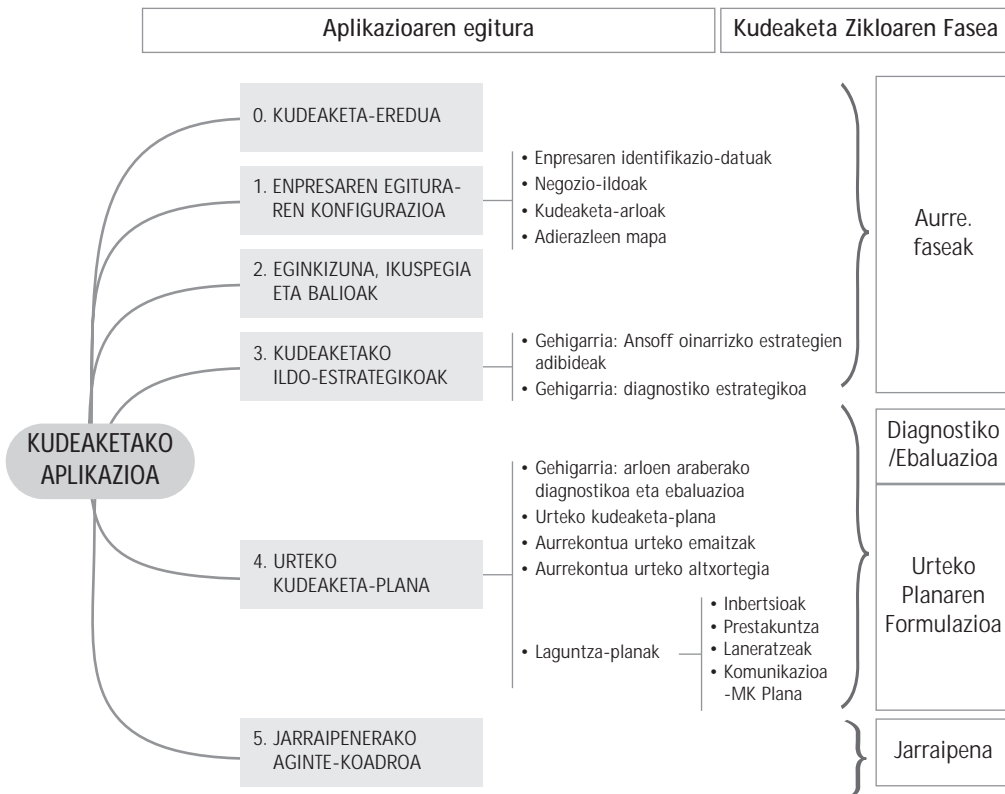 Aplikazioaren egitura
Kudeaketa Zikloaren Fasea
0. KUDEAKETA-EREDUA
1. ENPRESAREN EGITURA-
REN KONFIGURAZIOA
• Enpresaren identifikazio-datuak
• Negozio-ildoak
• Kudeaketa-arloak
• Adierazleen mapa
2. EGINKIZUNA, IKUSPEGIA
ETA BALIOAK
3. KUDEAKETAKO
ILDO-ESTRATEGIKOAK
• Gehigarria: Ansoff oinarrizko estrategien
adibideak
• Gehigarria: diagnostiko estrategikoa
Aurre.
faseak
KUDEAKETAKO
APLIKAZIOA
4. URTEKO
KUDEAKETA-PLANA
• Gehigarria: arloen araberako
diagnostikoa eta ebaluazioa
• Urteko kudeaketa-plana
• Aurrekontua urteko emaitzak
• Aurrekontua urteko altxortegia
• Laguntza-planak
• Inbertsioak
• Prestakuntza
• Laneratzeak
• Komunikazioa
-MK Plana
Diagnostiko
/Ebaluazioa
Urteko
Planaren
Formulazioa
5. JARRAIPENERAKO
AGINTE-KOADROA
Jarraipena